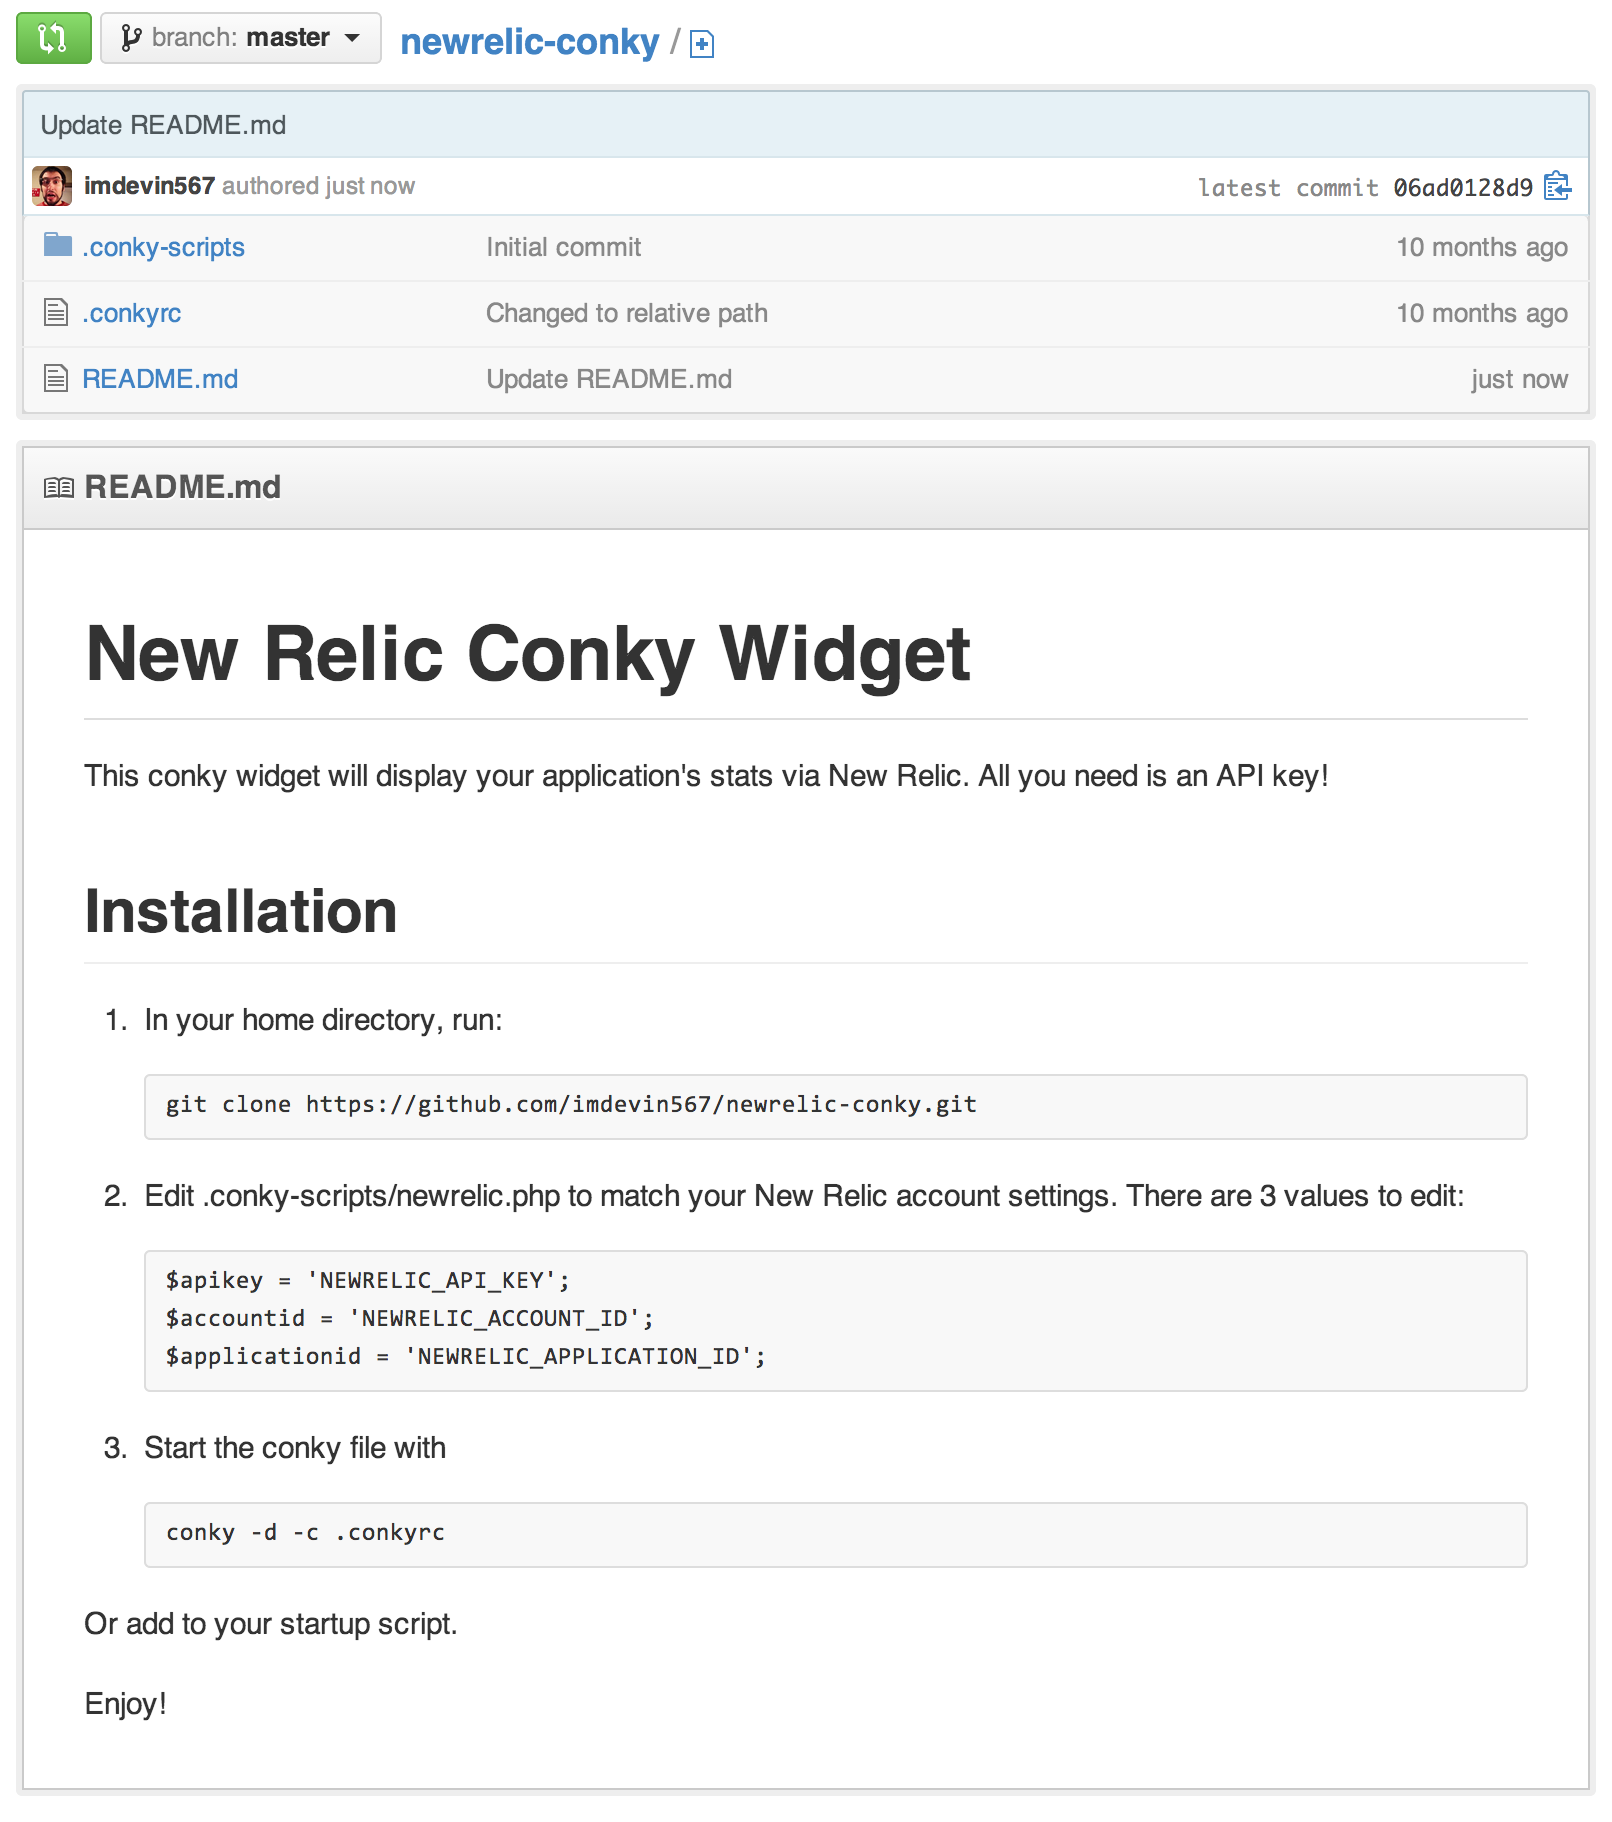 branch: master newrelic-conky /
Update README.md
imdevin567 authored just now latest commit 06ad0128d9
.conky-scripts Initial commit 10 months ago
.conkyrc Changed to relative path 10 months ago
README.md Update README.md just now
README.md
New Relic Conky Widget
This conky widget will display your application's stats via New Relic. All you need is an API key!
Installation
1. In your home directory, run:
git clone https://github.com/imdevin567/newrelic-conky.git
2. Edit .conky-scripts/newrelic.php to match your New Relic account settings. There are 3 values to edit:
$apikey = 'NEWRELIC_API_KEY';
$accountid = 'NEWRELIC_ACCOUNT_ID';
$applicationid = 'NEWRELIC_APPLICATION_ID';
3. Start the conky file with
conky -d -c .conkyrc
Or add to your startup script.
Enjoy!